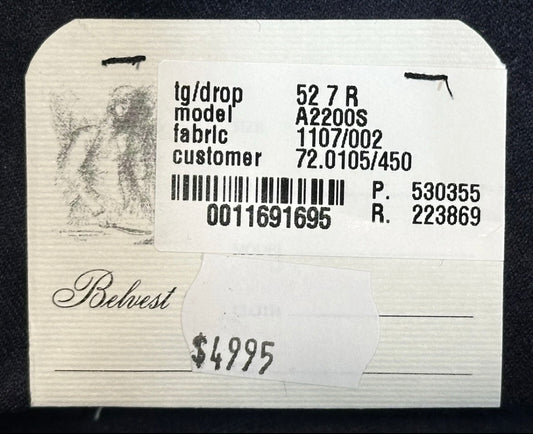 tg/drop 52 7 R
model A2200S
fabric 1107/002
customer 72.0105/450
P. 530355
0011691695 R. 223869
Belvest
$4995